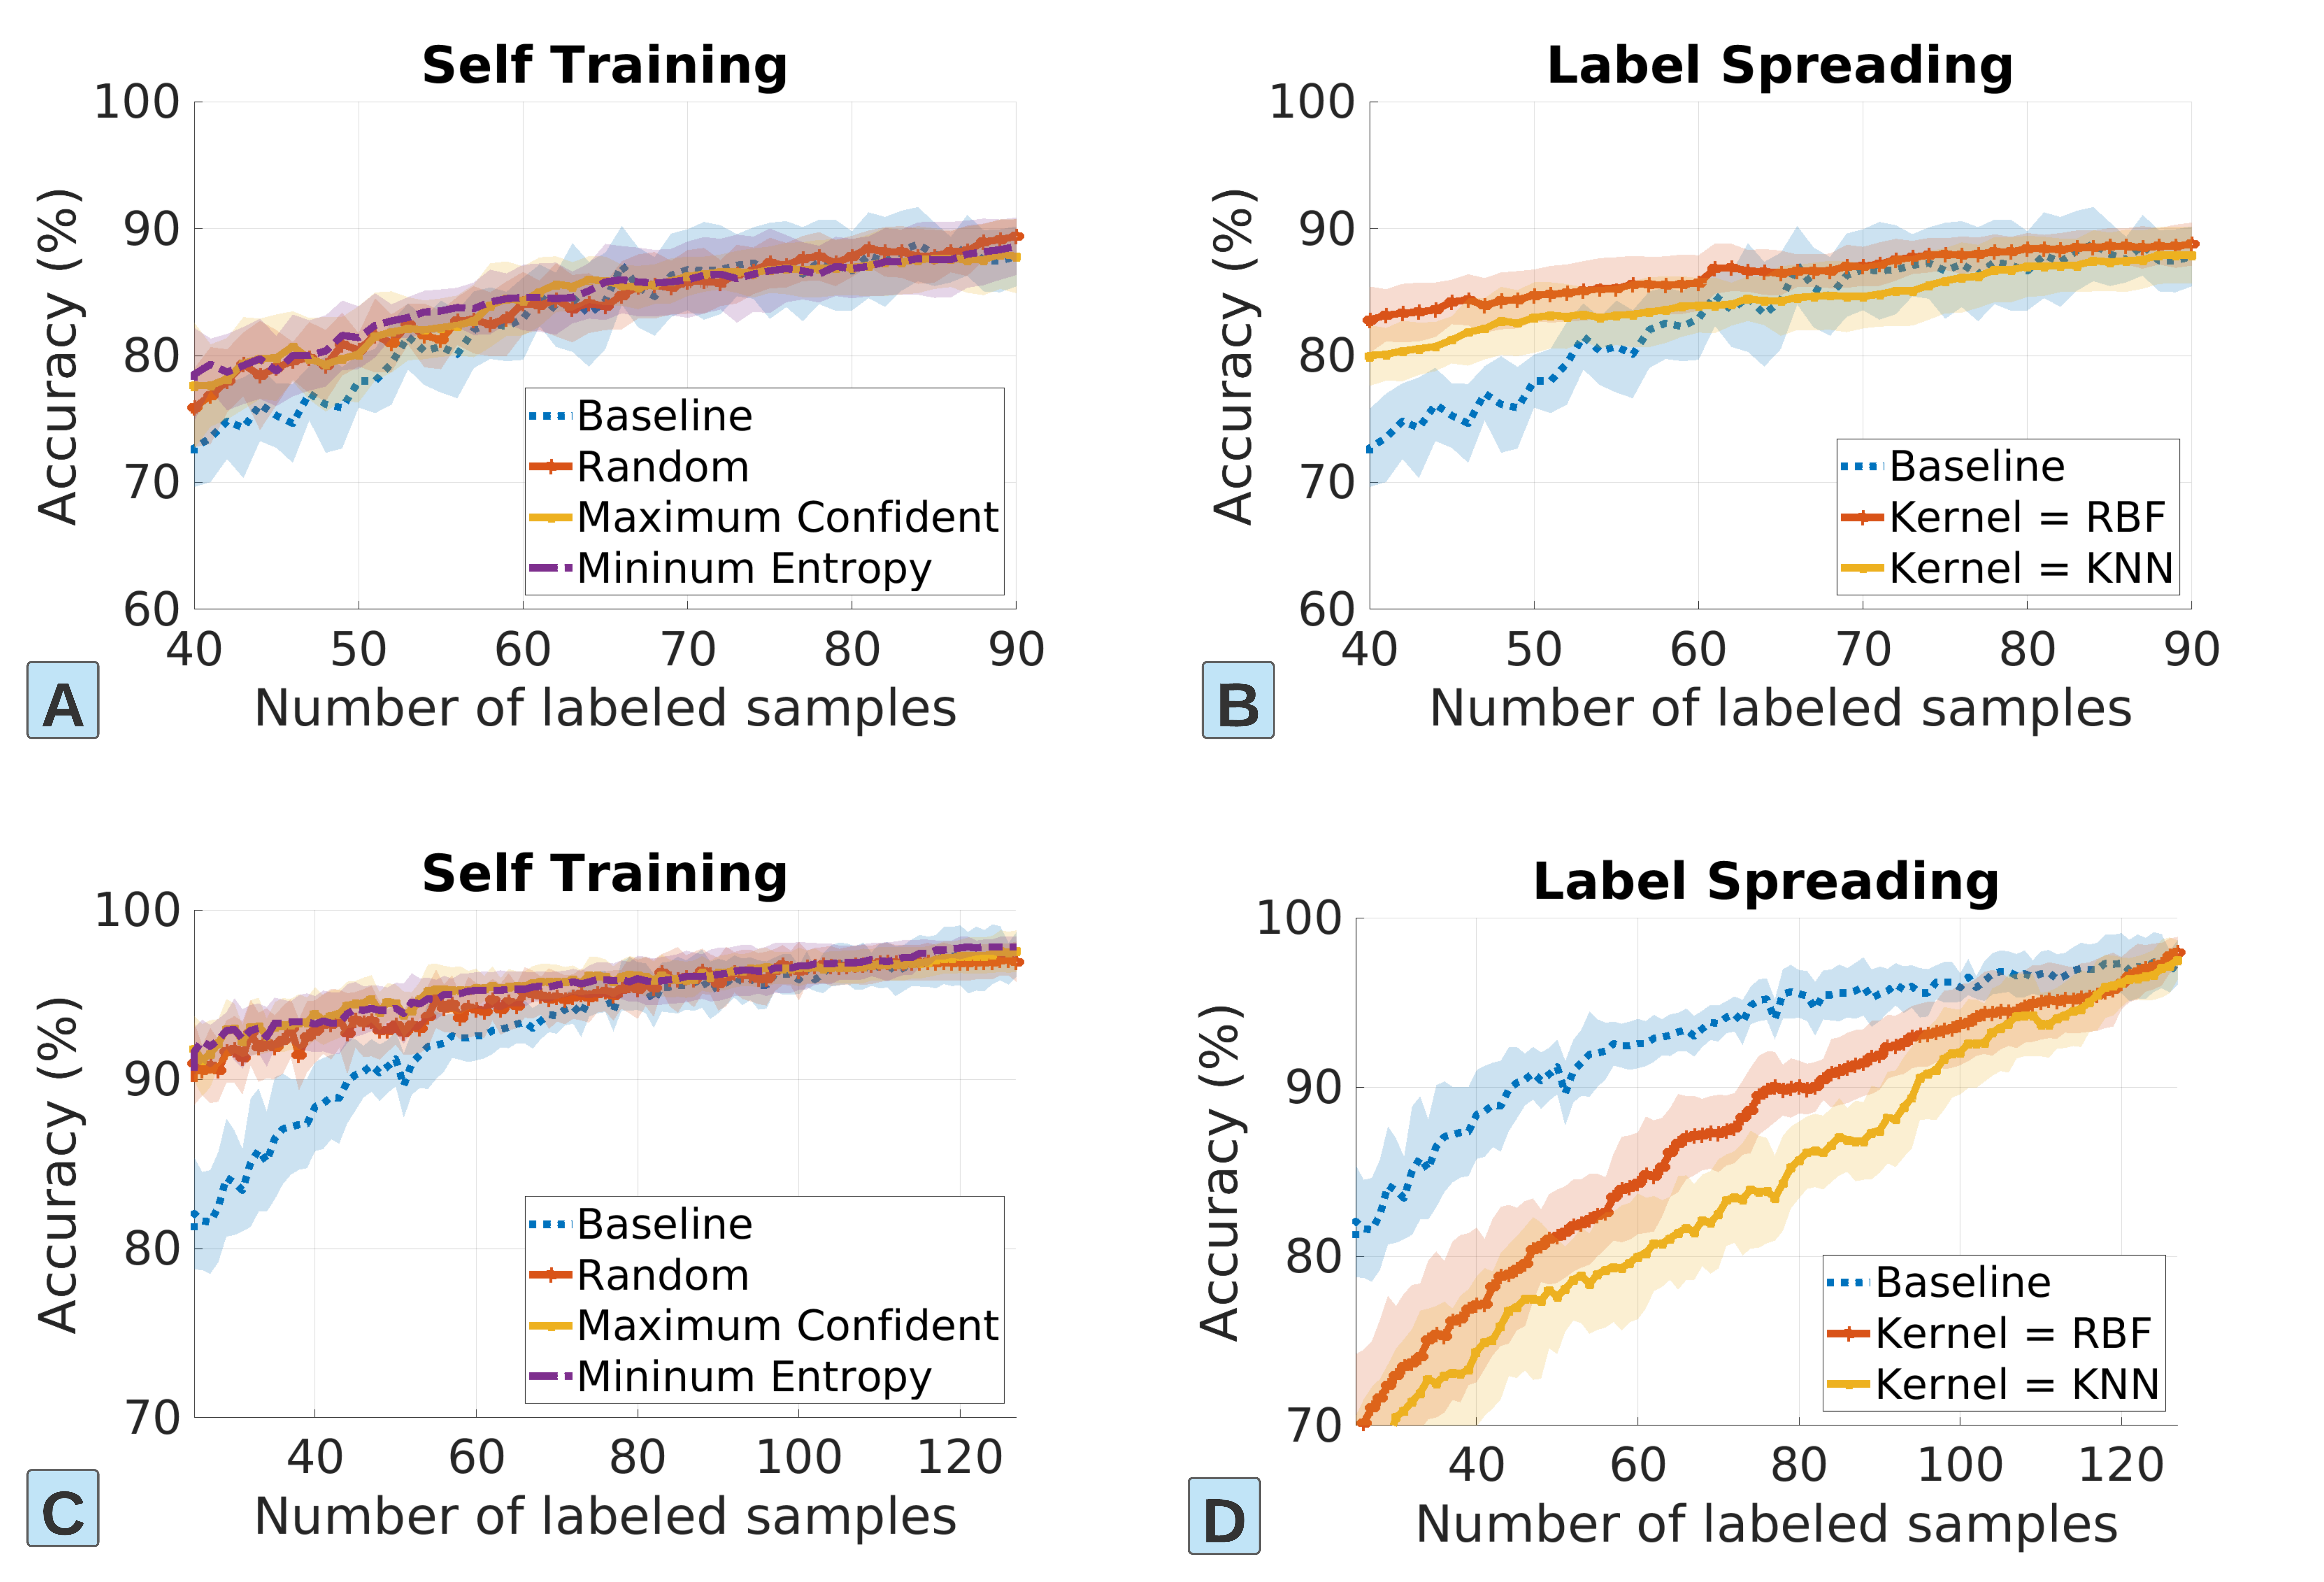 Self Training
100
90
80
70
60
Accuracy (%)
Baseline
Random
Maximum Confident
Mininum Entropy
40 50 60 70 80 90
Number of labeled samples
A
Label Spreading
100
90
80
70
60
Accuracy (%)
Baseline
Kernel = RBF
Kernel = KNN
40 50 60 70 80 90
Number of labeled samples
B
Self Training
100
90
80
70
Accuracy (%)
Baseline
Random
Maximum Confident
Mininum Entropy
40 60 80 100 120
Number of labeled samples
C
Label Spreading
100
90
80
70
Accuracy (%)
Baseline
Kernel = RBF
Kernel = KNN
40 60 80 100 120
Number of labeled samples
D